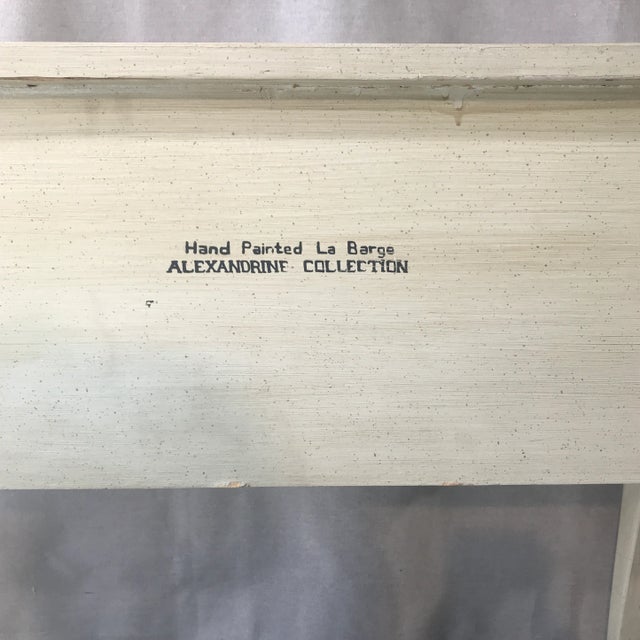 Hand Painted La Barge
ALEXANDRINE COLLECTION